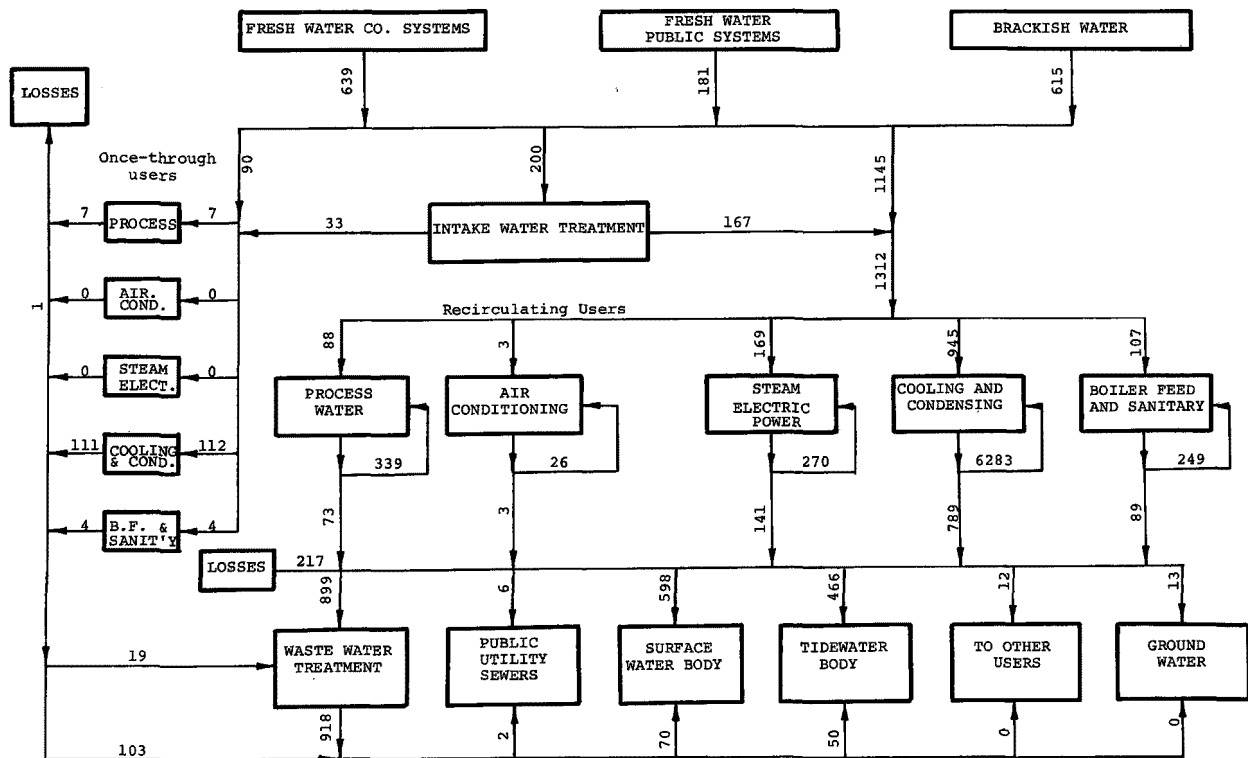 FRESH WATER CO. SYSTEMS
FRESH WATER
PUBLIC SYSTEMS
BRACKISH WATER
LOSSES
639
181
615
Once-through
users
90
200
1145
7
PROCESS
7
33
INTAKE WATER TREATMENT
167
1312
0
AIR.
COND.
0
1
Recirculating Users
88
3
169
945
107
0
STEAM
ELECT.
0
PROCESS
WATER
AIR
CONDITIONING
STEAM
ELECTRIC
POWER
COOLING AND
CONDENSING
BOILER FEED
AND SANITARY
111
COOLING
& COND.
112
339
26
270
6283
249
4
B.F. &
SANIT'Y
4
73
3
141
789
89
LOSSES
217
899
6
598
466
12
13
WASTE WATER
TREATMENT
PUBLIC
UTILITY
SEWERS
SURFACE
WATER BODY
TIDEWATER
BODY
TO OTHER
USERS
GROUND
WATER
19
918
2
70
50
0
0
103